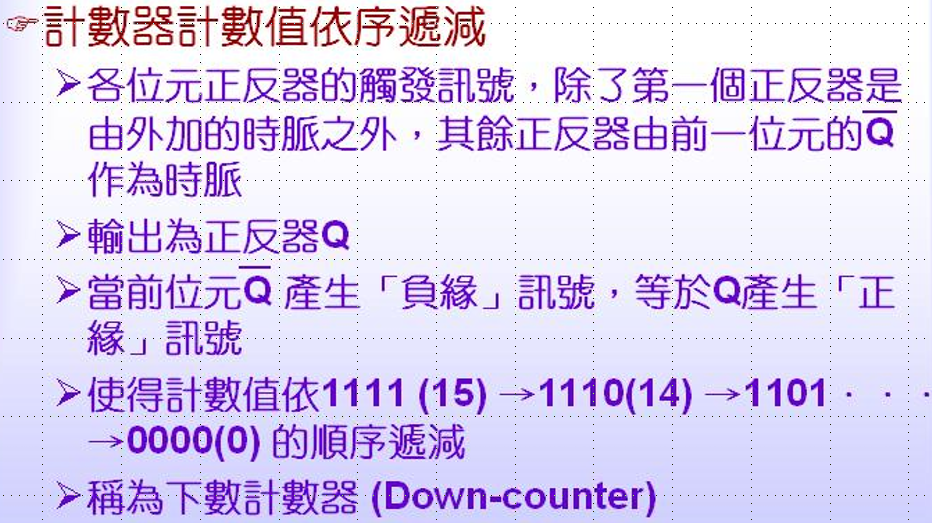 ☞計數器計數值依序遞減
➢各位元正反器的觸發訊號，除了第一個正反器是
由外加的時脈之外，其餘正反器由前一位元的Q̅
作為時脈
➢輸出為正反器Q
➢當前位元Q̅ 產生「負緣」訊號，等於Q產生「正
緣」訊號
➢使得計數值依1111 (15) →1110(14) →1101．．．
→0000(0) 的順序遞減
➢稱為下數計數器 (Down-counter)